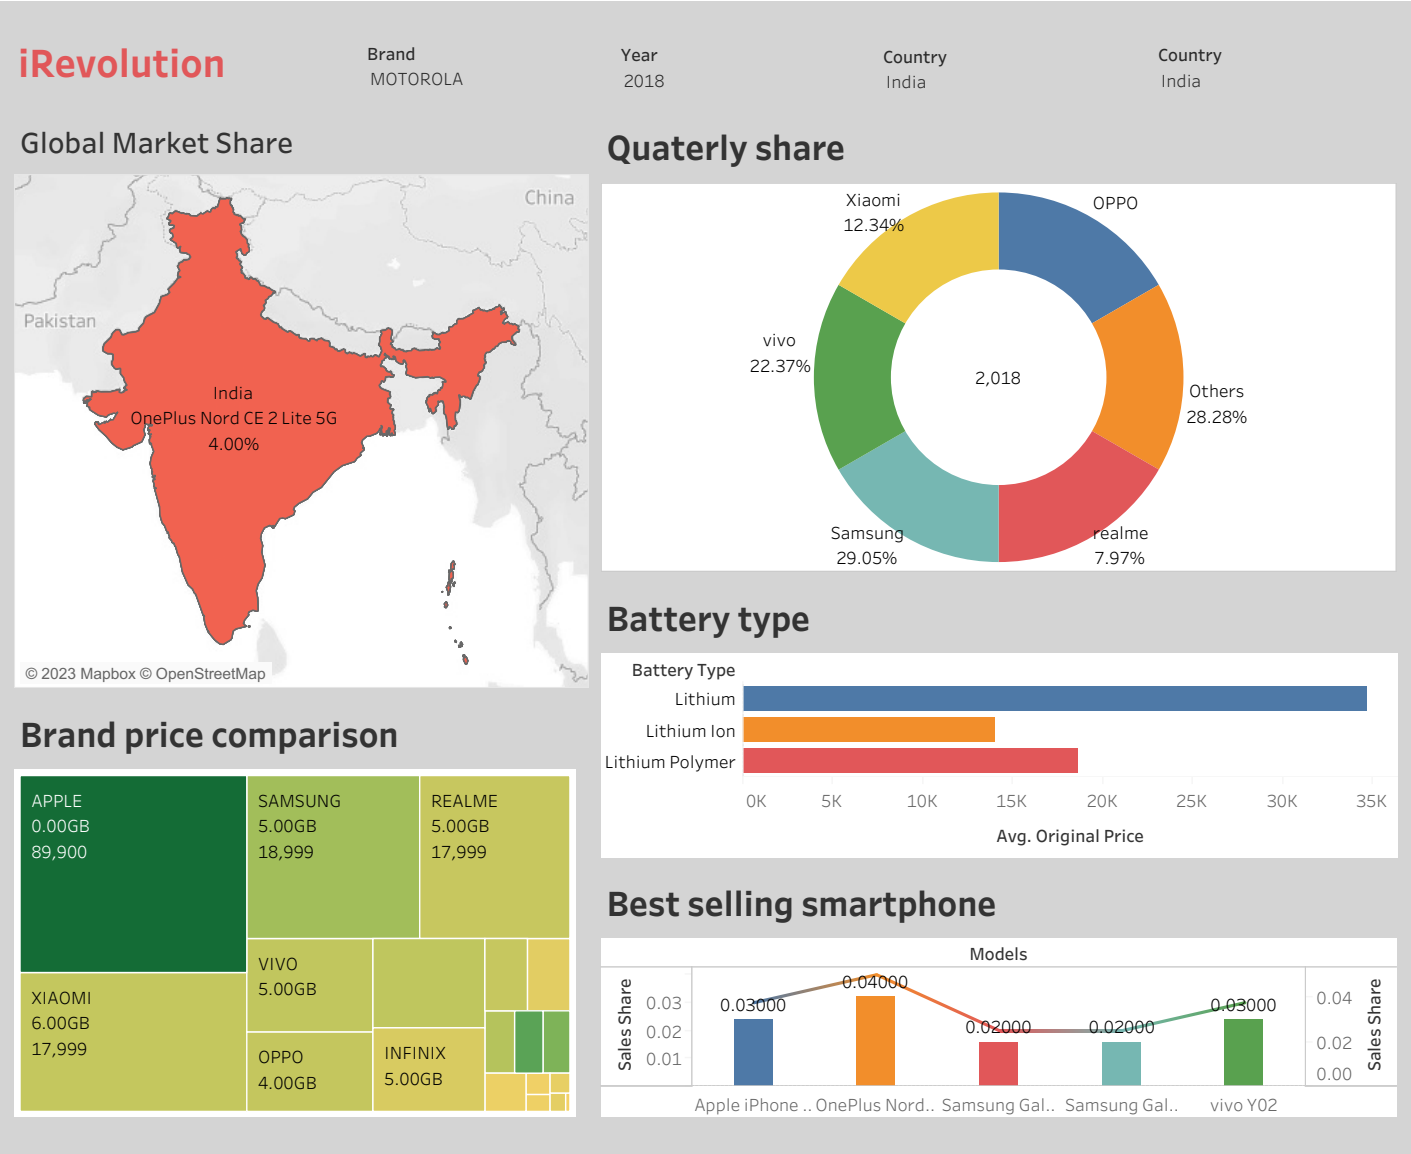 iRevolution
Brand
MOTOROLA
Year
2018
Country
India
Country
India
Global Market Share
China
Pakistan
India
OnePlus Nord CE 2 Lite 5G
4.00%
© 2023 Mapbox © OpenStreetMap
Quaterly share
Xiaomi
12.34%
OPPO
vivo
22.37%
2,018
Others
28.28%
Samsung
29.05%
realme
7.97%
Battery type
Battery Type
Lithium
Lithium Ion
Lithium Polymer
0K 5K 10K 15K 20K 25K 30K 35K
Avg. Original Price
Brand price comparison
APPLE
0.00GB
89,900
SAMSUNG
5.00GB
18,999
REALME
5.00GB
17,999
XIAOMI
6.00GB
17,999
VIVO
5.00GB
OPPO
4.00GB
INFINIX
5.00GB
Best selling smartphone
Models
Sales Share
0.03
0.02
0.01
0.03000
0.04000
0.02000
0.02000
0.03000
0.04
0.02
0.00
Sales Share
Apple iPhone .. OnePlus Nord.. Samsung Gal.. Samsung Gal.. vivo Y02